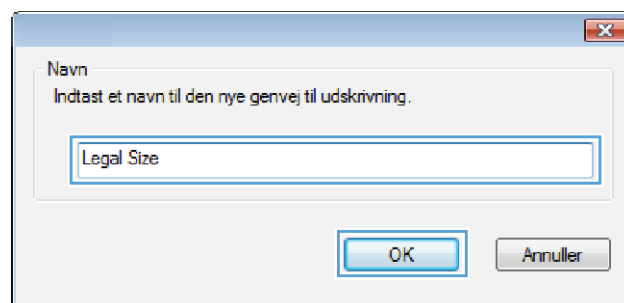 Navn
Indtast et navn til den nye genvej til udskrivning.
Legal Size
OK
Annuller